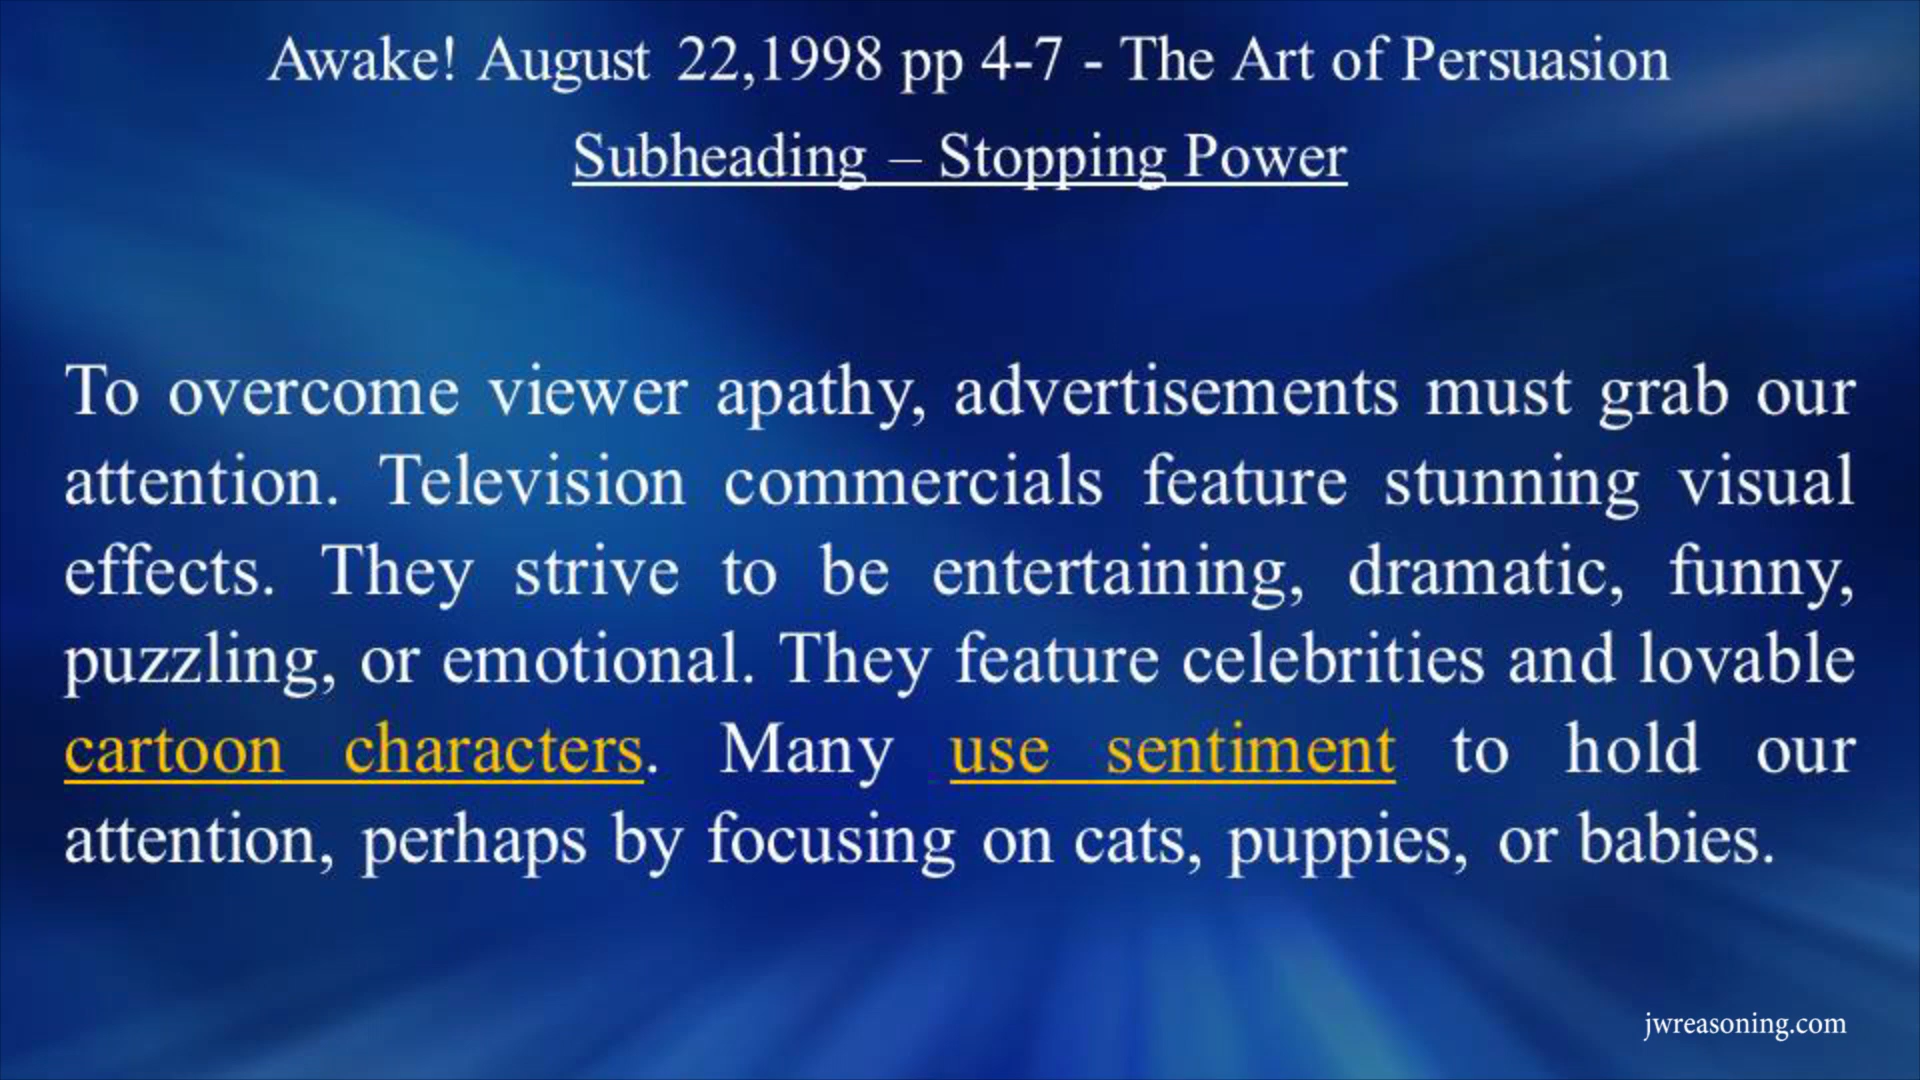 Awake! August 22,1998 pp 4-7 - The Art of Persuasion
Subheading – Stopping Power
To overcome viewer apathy, advertisements must grab our
attention. Television commercials feature stunning visual
effects. They strive to be entertaining, dramatic, funny,
puzzling, or emotional. They feature celebrities and lovable
cartoon characters. Many use sentiment to hold our
attention, perhaps by focusing on cats, puppies, or babies.
jwreasoning.com